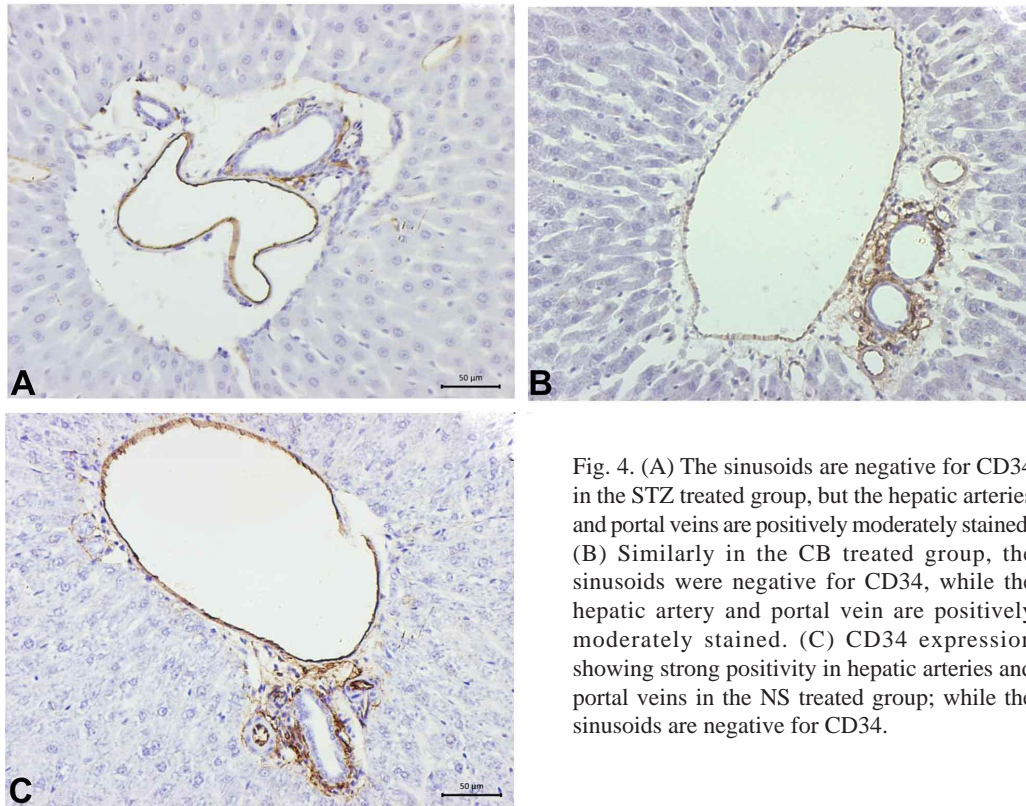 A
50 µm
B
C
50 µm
Fig. 4. (A) The sinusoids are negative for CD34
in the STZ treated group, but the hepatic arteries
and portal veins are positively moderately stained
(B) Similarly in the CB treated group, the
sinusoids were negative for CD34, while the
hepatic artery and portal vein are positively
moderately stained. (C) CD34 expression
showing strong positivity in hepatic arteries and
portal veins in the NS treated group; while the
sinusoids are negative for CD34.